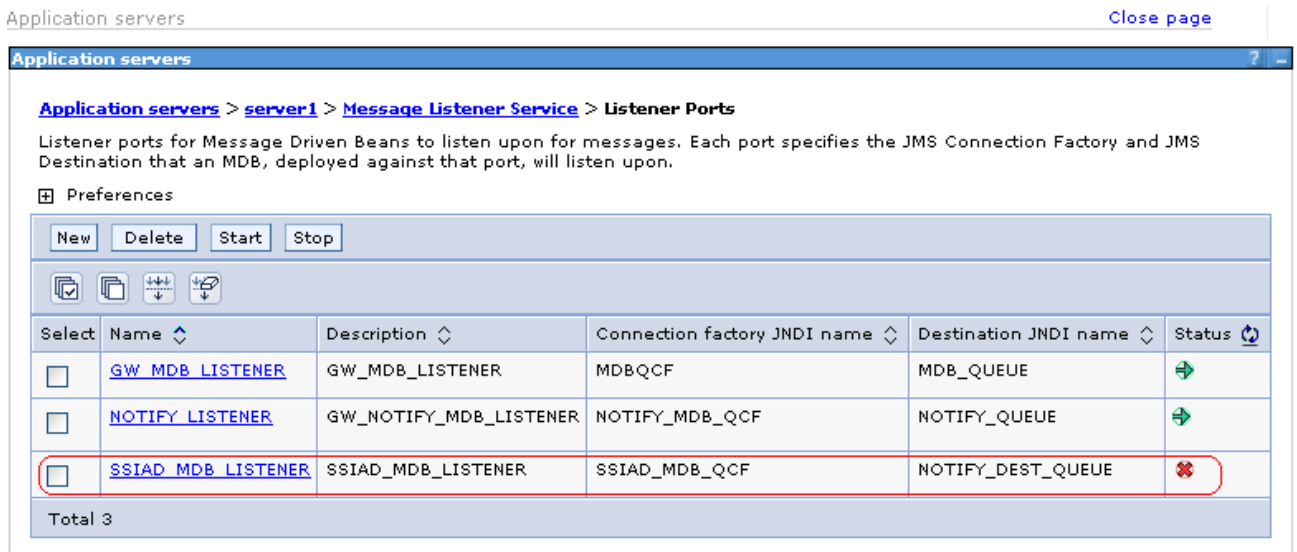 Application servers Close page
Application servers ? -
Application servers > server1 > Message Listener Service > Listener Ports
Listener ports for Message Driven Beans to listen upon for messages. Each port specifies the JMS Connection Factory and JMS
Destination that an MDB, deployed against that port, will listen upon.
Preferences
New Delete Start Stop
Select Name Description Connection factory JNDI name Destination JNDI name Status
GW_MDB_LISTENER GW_MDB_LISTENER MDBQCF MDB_QUEUE
NOTIFY_LISTENER GW_NOTIFY_MDB_LISTENER NOTIFY_MDB_QCF NOTIFY_QUEUE
SSIAD_MDB_LISTENER SSIAD_MDB_LISTENER SSIAD_MDB_QCF NOTIFY_DEST_QUEUE
Total 3